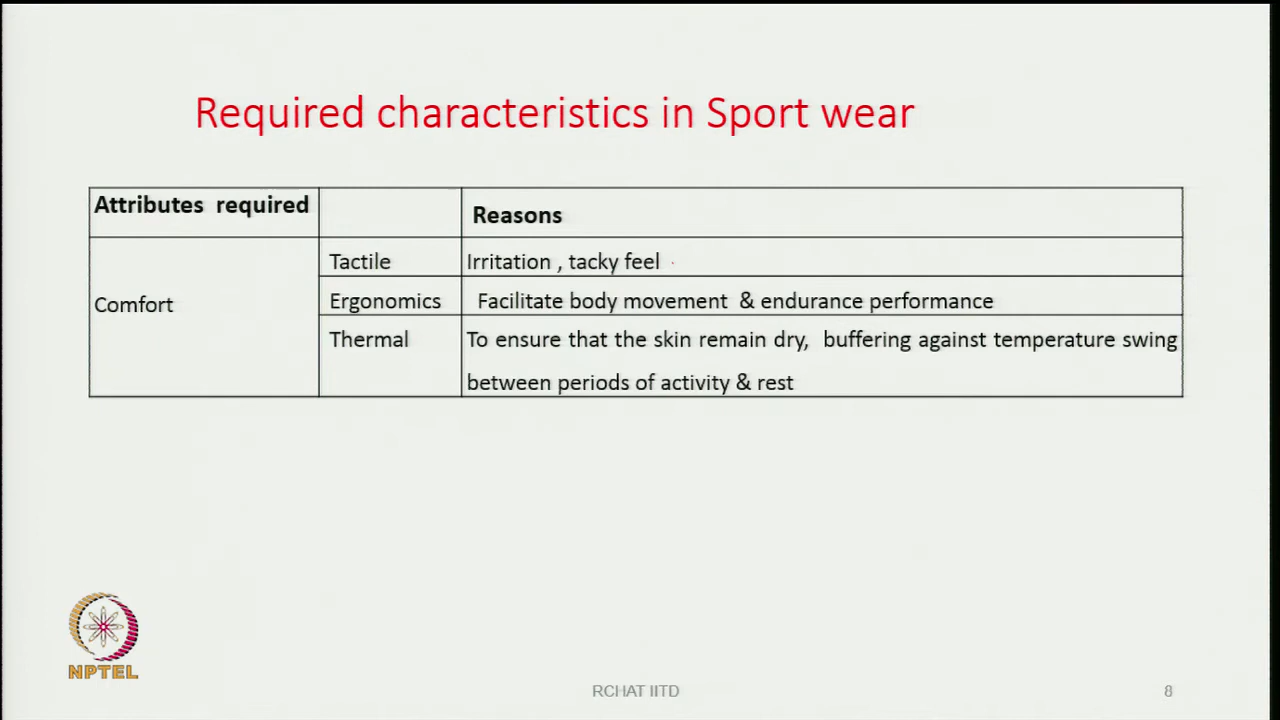 Required characteristics in Sport wear
Attributes required
Reasons
Comfort
Tactile
Irritation , tacky feel
Ergonomics
Facilitate body movement & endurance performance
Thermal
To ensure that the skin remain dry, buffering against temperature swing
between periods of activity & rest
NPTEL
RCHAT IITD
8